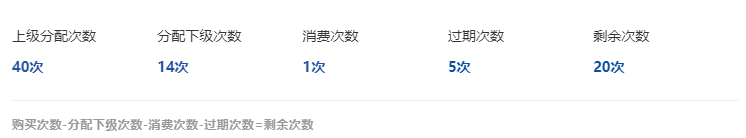 上级分配次数 分配下级次数 消费次数 过期次数 剩余次数
40次 14次 1次 5次 20次
购买次数-分配下级次数-消费次数-过期次数=剩余次数